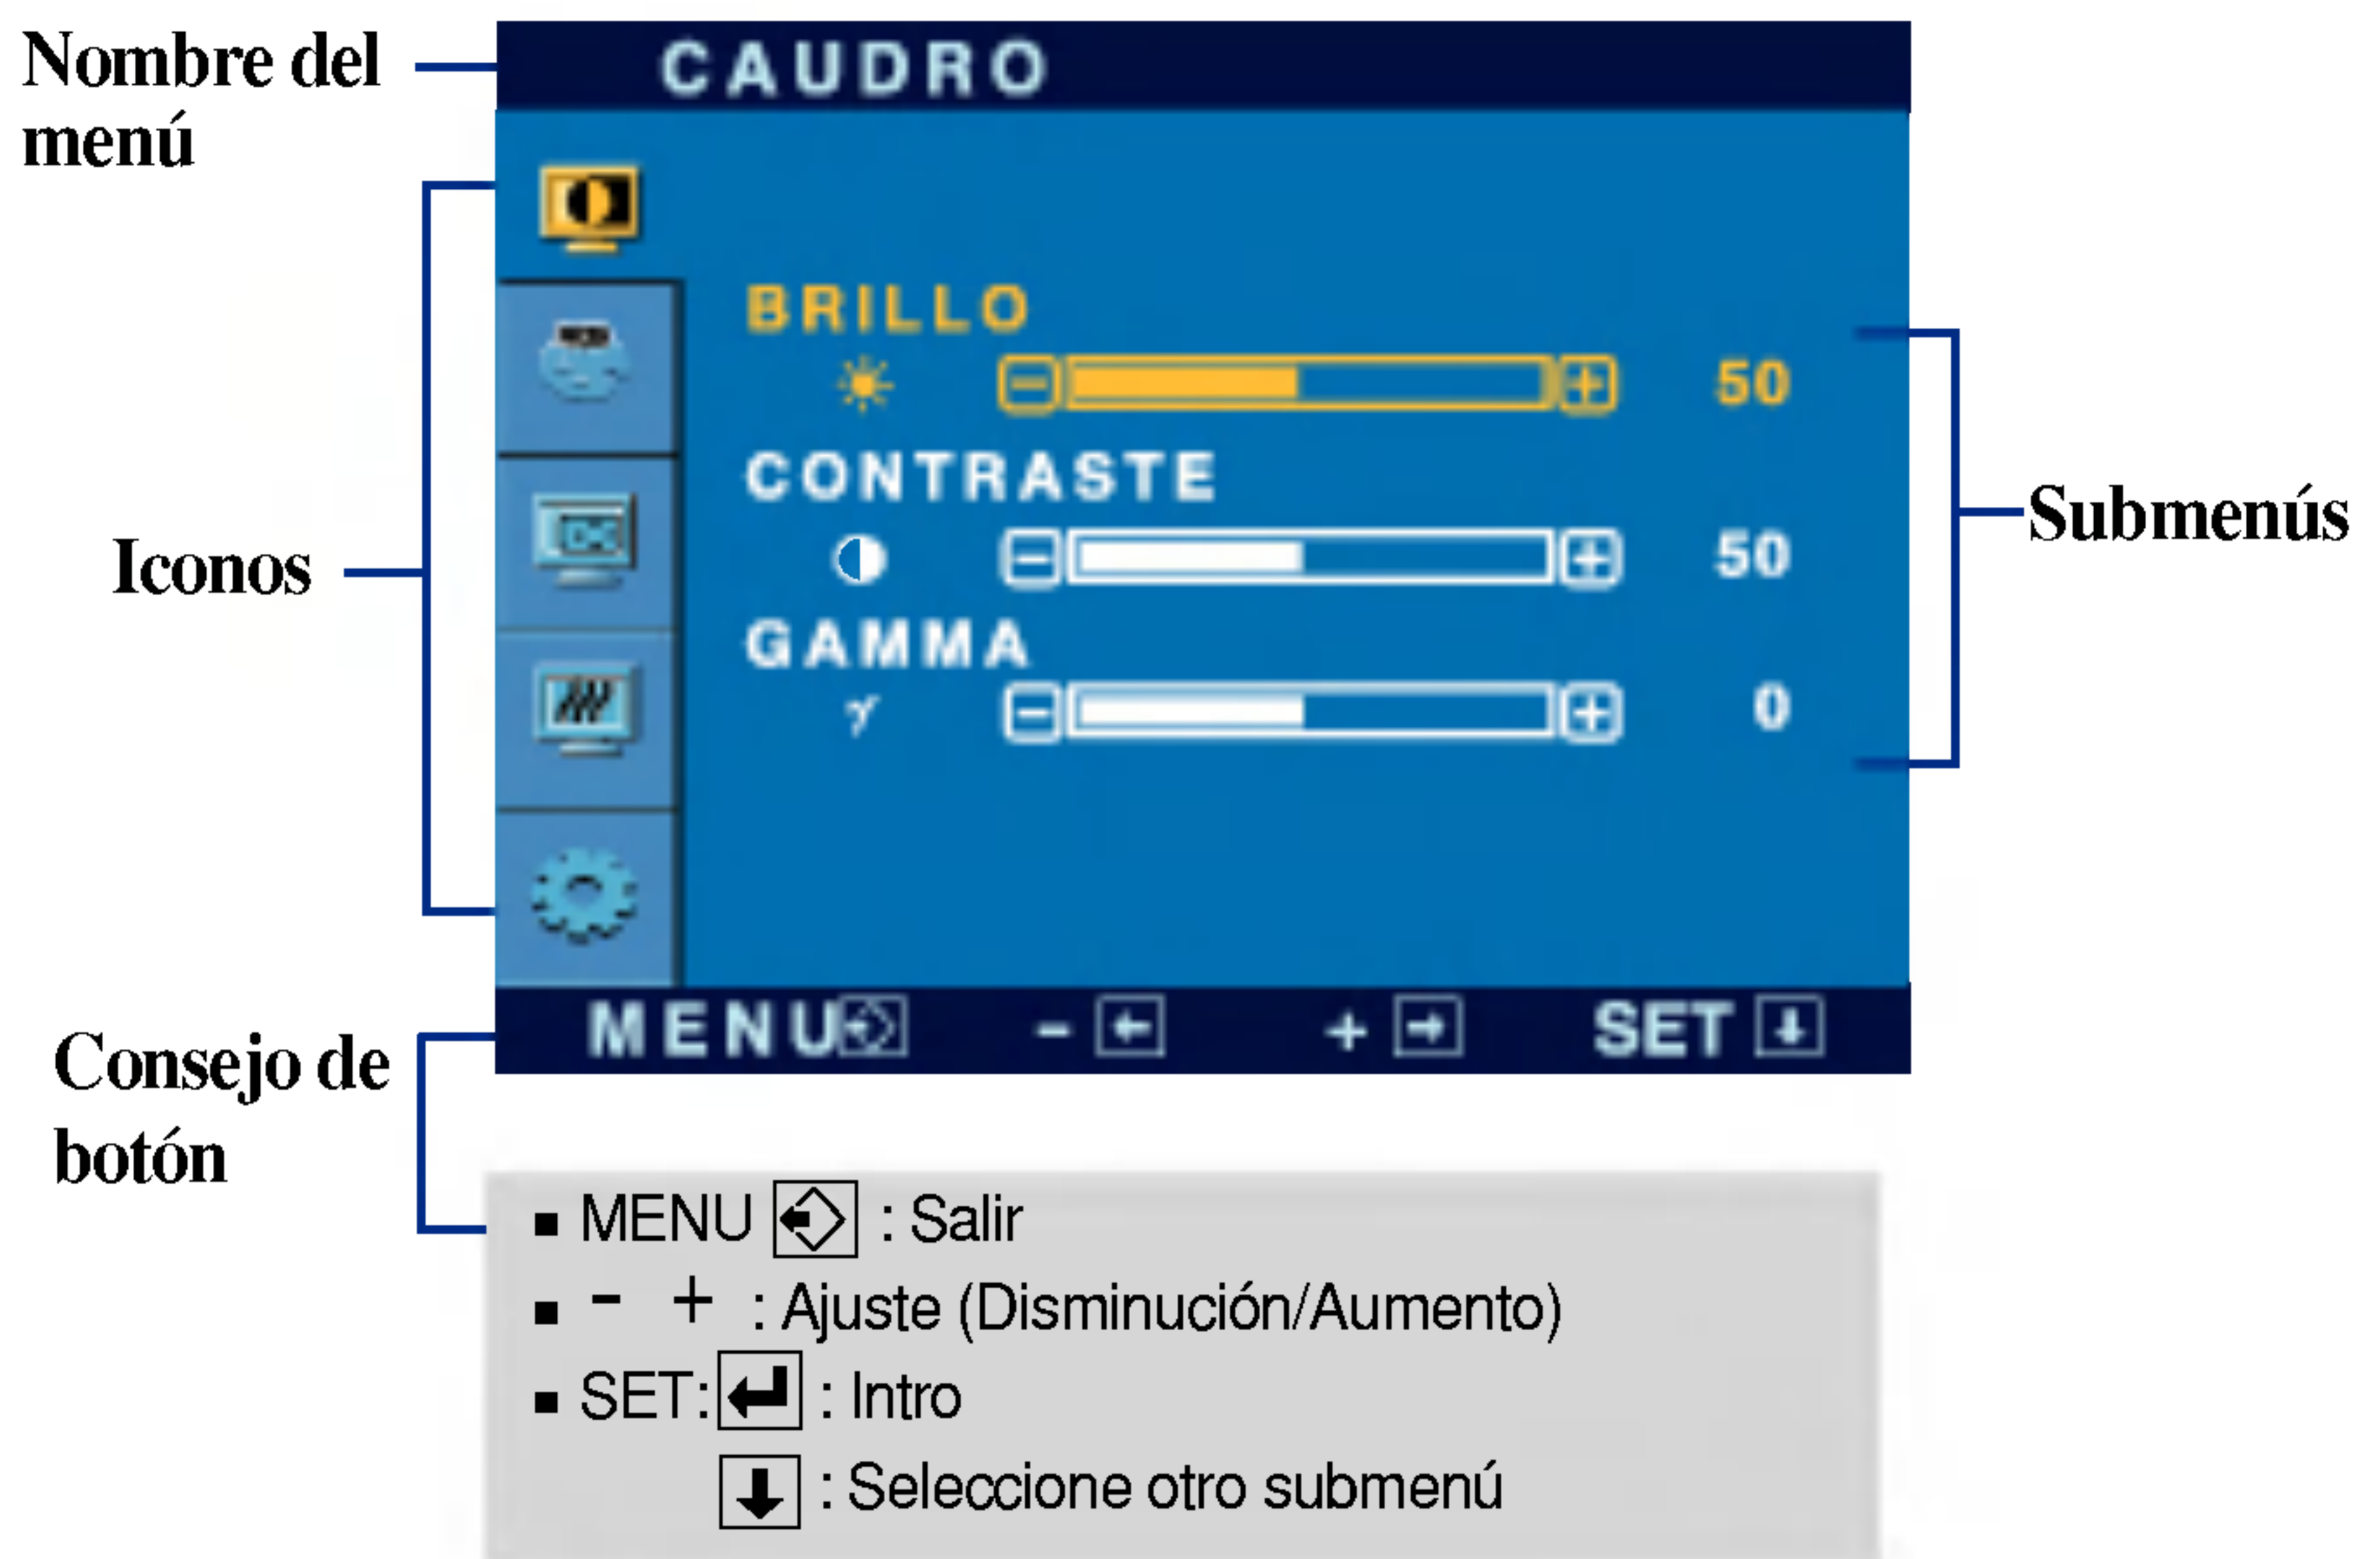 Nombre del
menú
CAUDRO
BRILLO
50
CONTRASTE
50
GAMMA
γ
0
Iconos
Submenús
MENU - + SET
Consejo de
botón
MENU : Salir
- + : Ajuste (Disminución/Aumento)
SET: : Intro
: Seleccione otro submenú